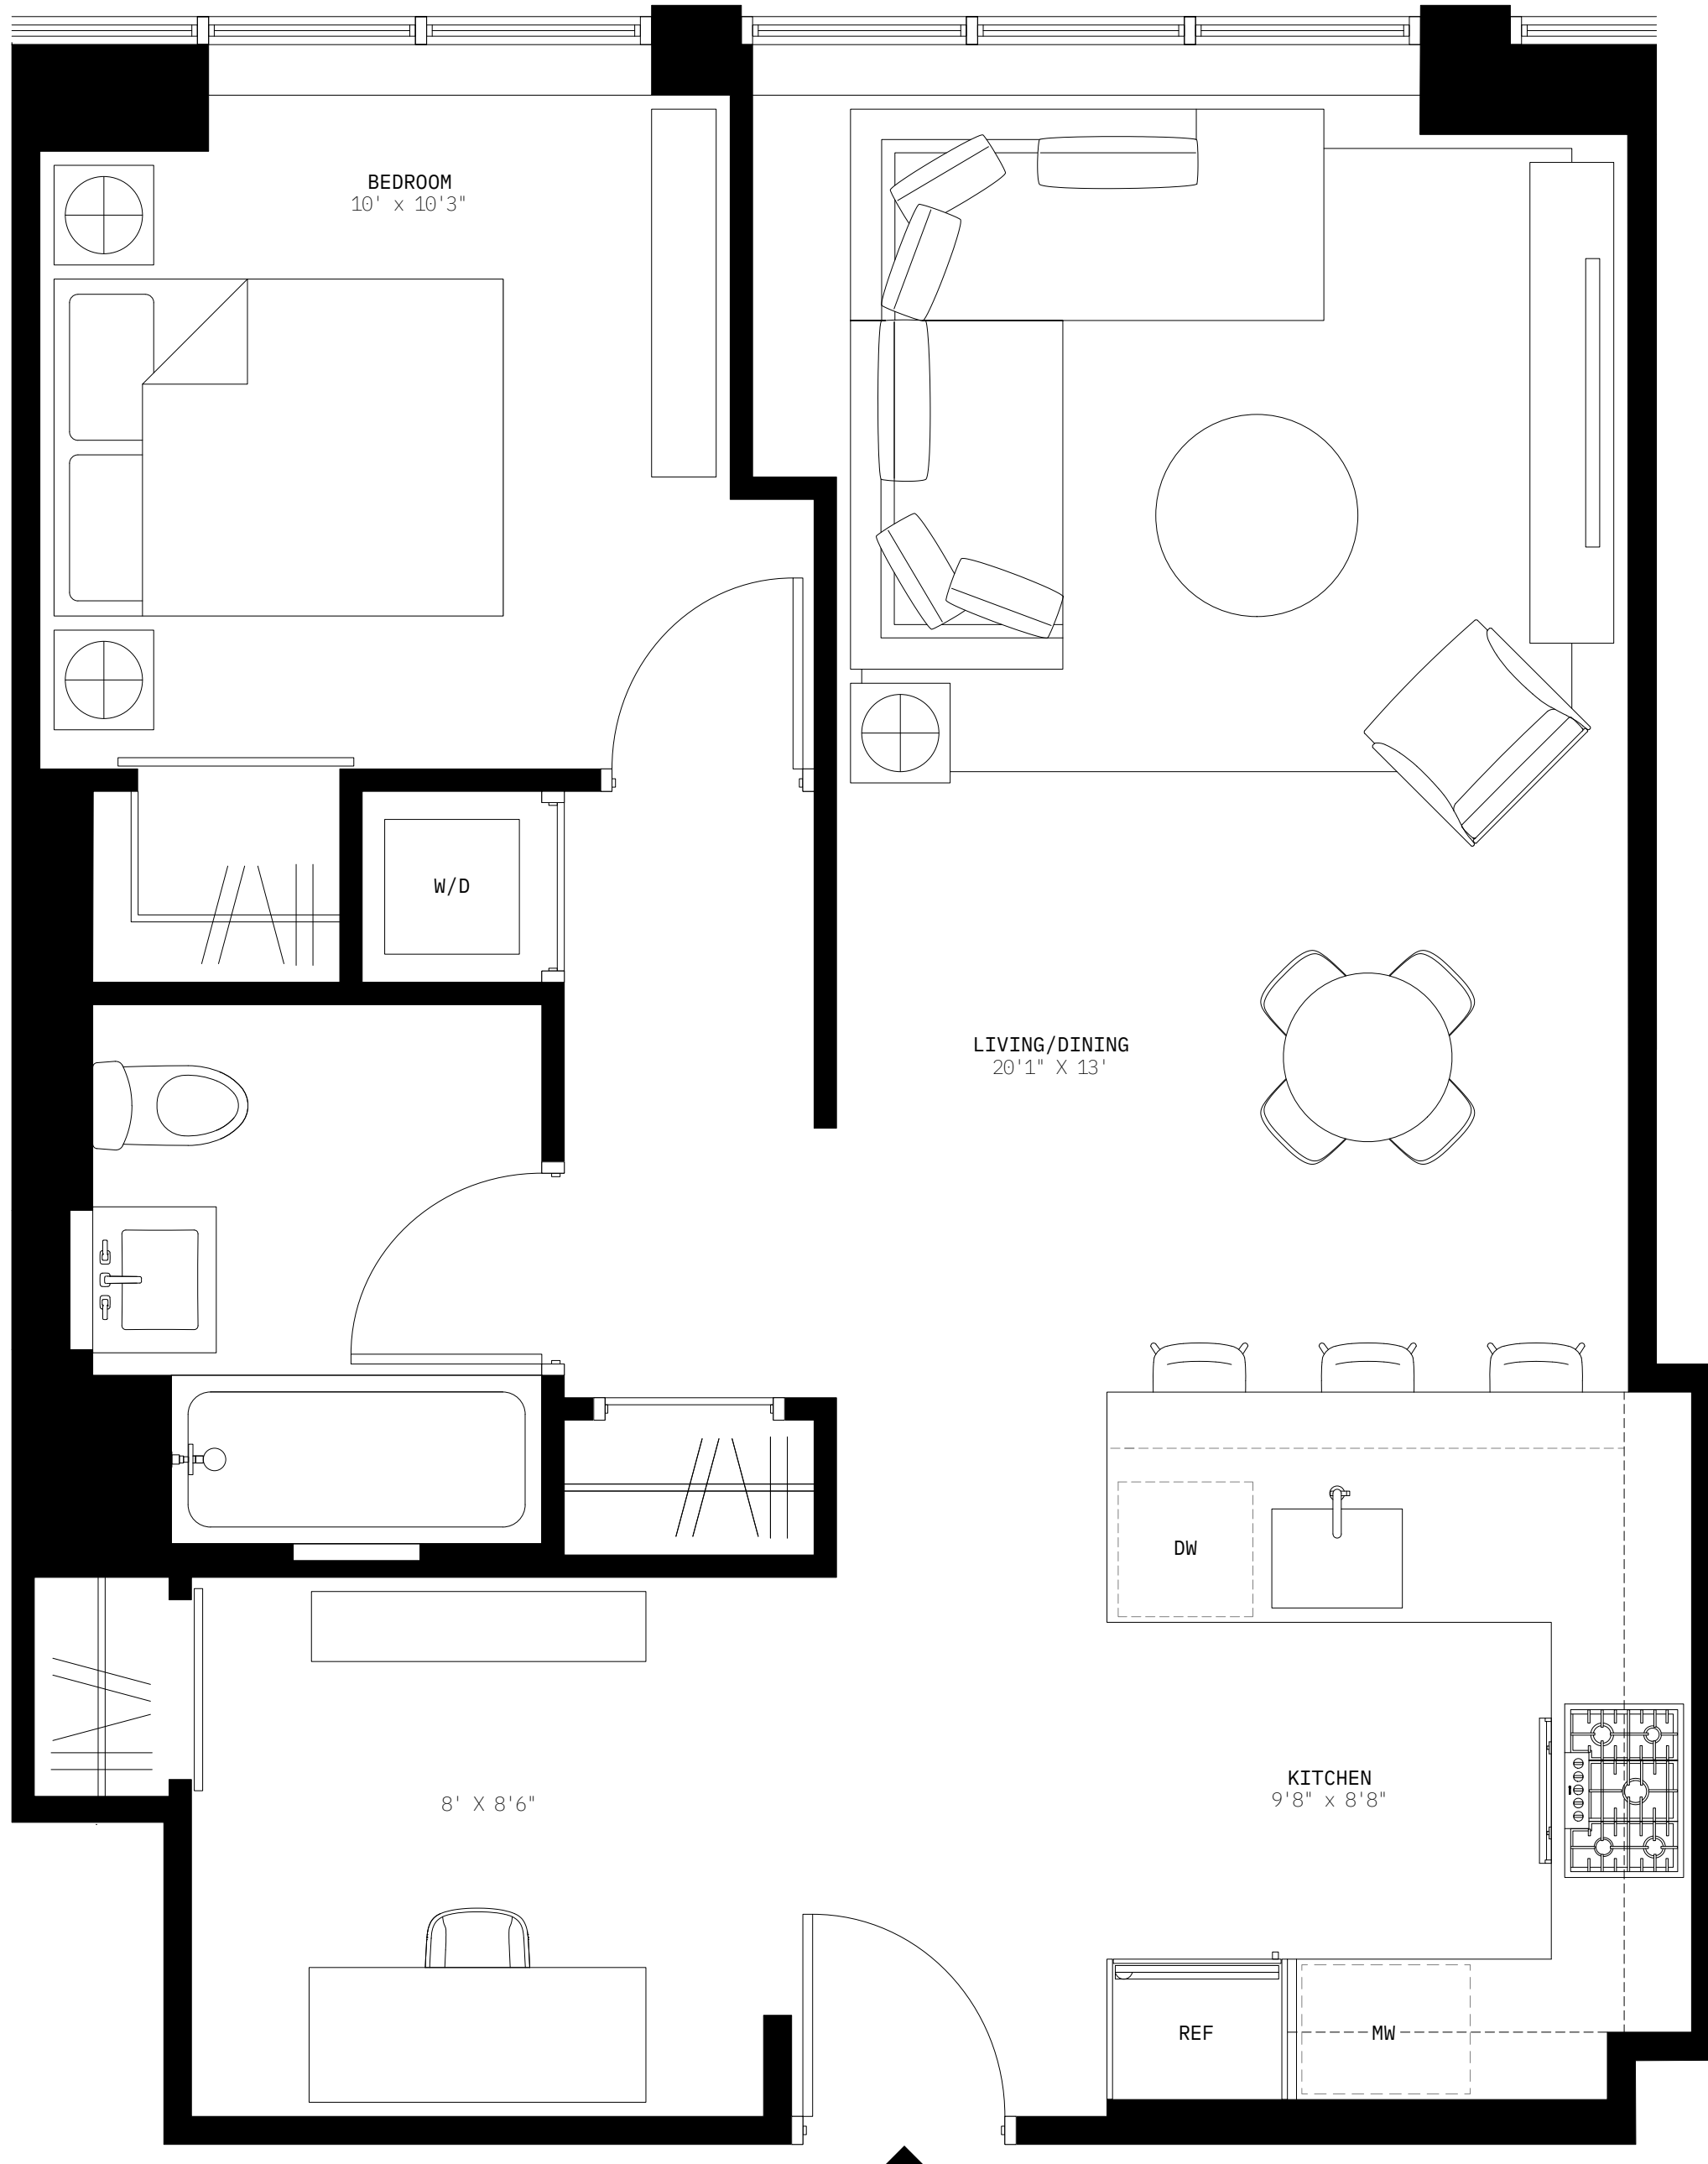 BEDROOM
10' x 10'3"
W/D
LIVING/DINING
20'1" X 13'
DW
KITCHEN
9'8" x 8'8"
8' X 8'6"
REF
MW